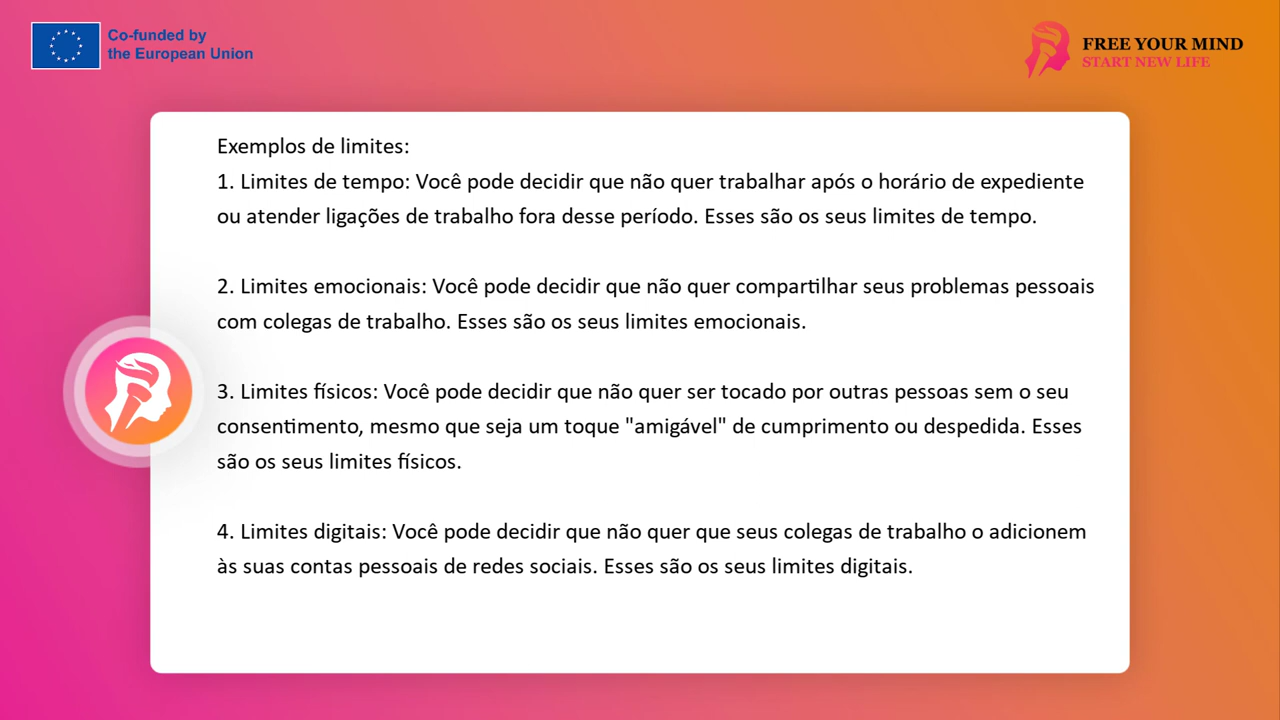 Co-funded by
the European Union
FREE YOUR MIND
START NEW LIFE
Exemplos de limites:
1. Limites de tempo: Você pode decidir que não quer trabalhar após o horário de expediente
ou atender ligações de trabalho fora desse período. Esses são os seus limites de tempo.
2. Limites emocionais: Você pode decidir que não quer compartilhar seus problemas pessoais
com colegas de trabalho. Esses são os seus limites emocionais.
3. Limites físicos: Você pode decidir que não quer ser tocado por outras pessoas sem o seu
consentimento, mesmo que seja um toque "amigável" de cumprimento ou despedida. Esses
são os seus limites físicos.
4. Limites digitais: Você pode decidir que não quer que seus colegas de trabalho o adicionem
às suas contas pessoais de redes sociais. Esses são os seus limites digitais.